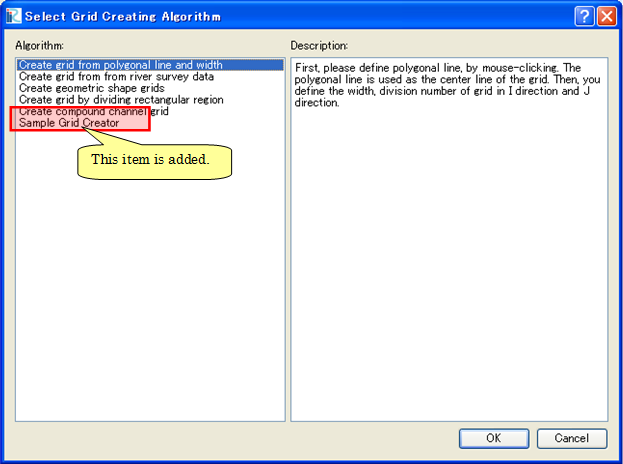 Select Grid Creating Algorithm
Algorithm:
Create grid from polygonal line and width
Create grid from from river survey data
Create geometric shape grids
Create grid by dividing rectangular region
Create compound channel grid
Sample Grid Creator
This item is added.
Description:
First, please define polygonal line, by mouse-clicking. The
polygonal line is used as the center line of the grid. Then, you
define the width, division number of grid in I direction and J
direction.
OK
Cancel